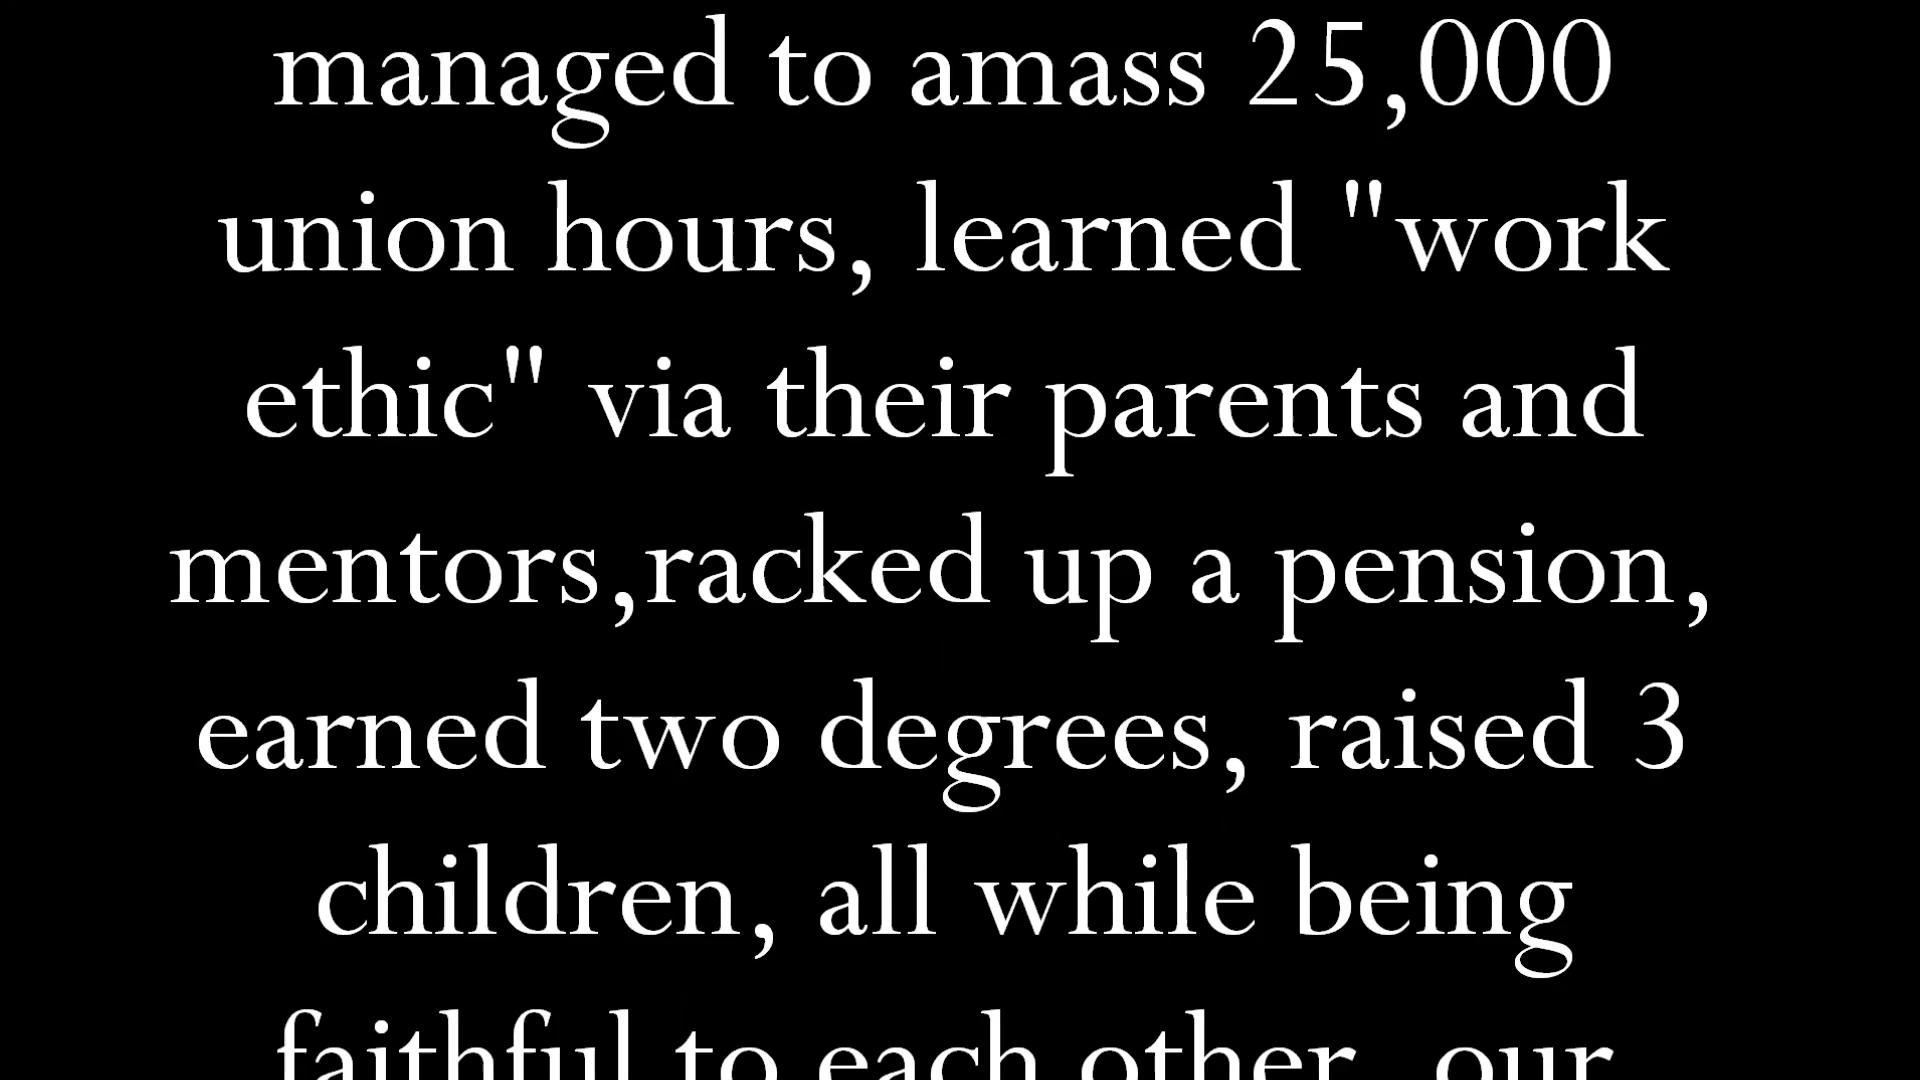 managed to amass 25,000
union hours, learned "work
ethic" via their parents and
mentors,racked up a pension,
earned two degrees, raised 3
children, all while being
faithful to each other, our